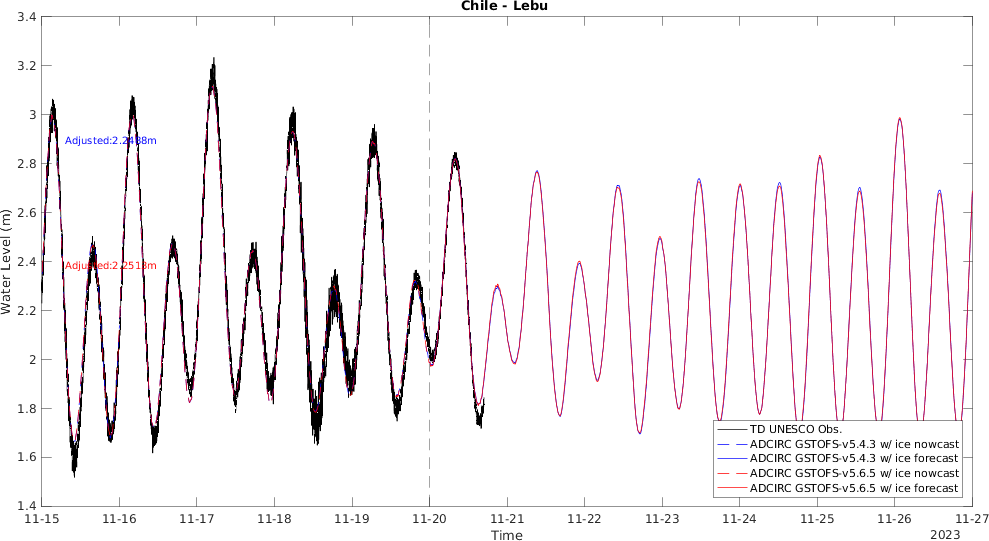 Chile - Lebu
3.4
3.2
3
2.8
2.6
2.4
2.2
2
1.8
1.6
1.4
Water Level (m)
Adjusted:2.2488m
Adjusted:2.2513m
TD UNESCO Obs.
ADCIRC GSTOFS-v5.4.3 w/ ice nowcast
ADCIRC GSTOFS-v5.4.3 w/ ice forecast
ADCIRC GSTOFS-v5.6.5 w/ ice nowcast
ADCIRC GSTOFS-v5.6.5 w/ ice forecast
11-15 11-16 11-17 11-18 11-19 11-20 11-21 11-22 11-23 11-24 11-25 11-26 11-27
Time
2023